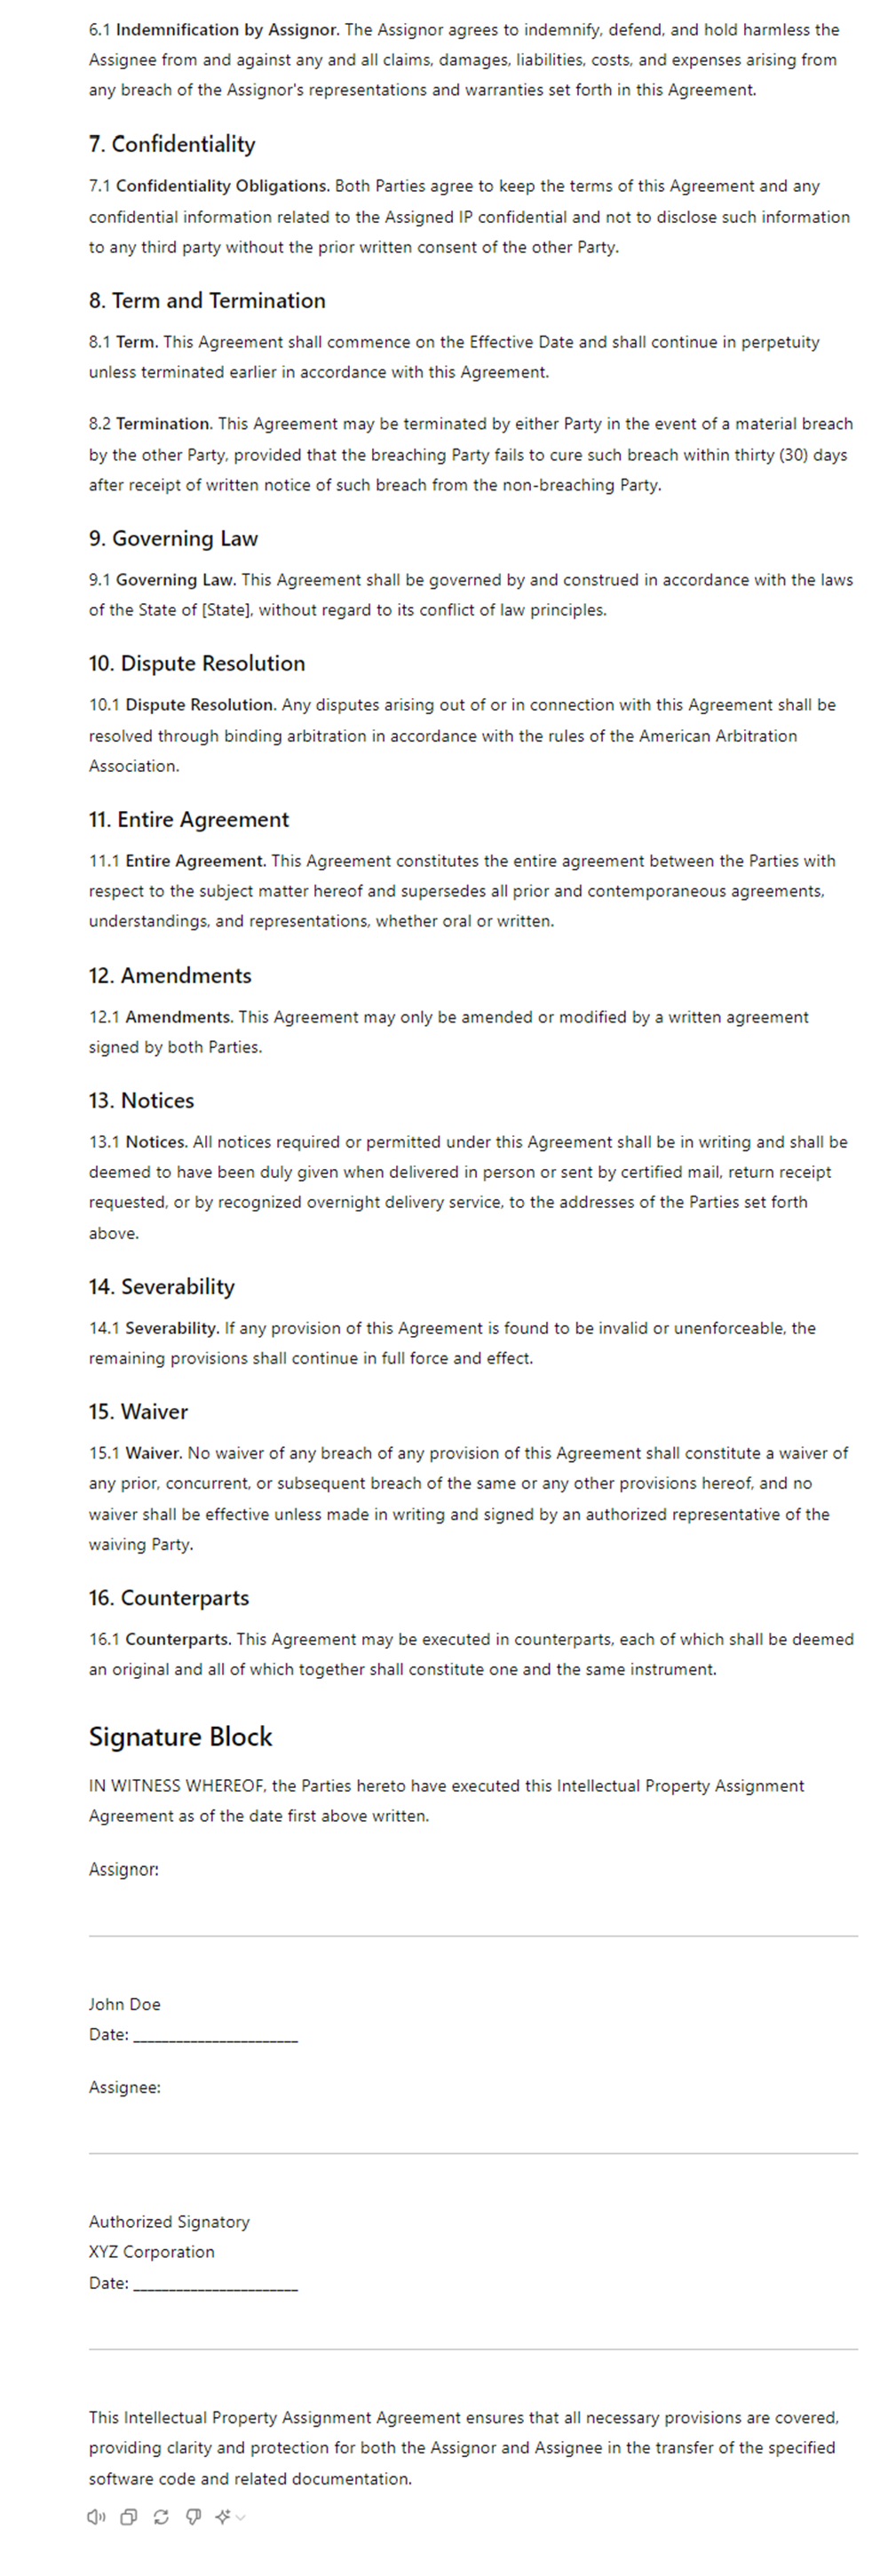 6.1 Indemnification by Assignor. The Assignor agrees to indemnify, defend, and hold harmless the
Assignee from and against any and all claims, damages, liabilities, costs, and expenses arising from
any breach of the Assignor's representations and warranties set forth in this Agreement.
7. Confidentiality
7.1 Confidentiality Obligations. Both Parties agree to keep the terms of this Agreement and any
confidential information related to the Assigned IP confidential and not to disclose such information
to any third party without the prior written consent of the other Party.
8. Term and Termination
8.1 Term. This Agreement shall commence on the Effective Date and shall continue in perpetuity
unless terminated earlier in accordance with this Agreement.
8.2 Termination. This Agreement may be terminated by either Party in the event of a material breach
by the other Party, provided that the breaching Party fails to cure such breach within thirty (30) days
after receipt of written notice of such breach from the non-breaching Party.
9. Governing Law
9.1 Governing Law. This Agreement shall be governed by and construed in accordance with the laws
of the State of [State], without regard to its conflict of law principles.
10. Dispute Resolution
10.1 Dispute Resolution. Any disputes arising out of or in connection with this Agreement shall be
resolved through binding arbitration in accordance with the rules of the American Arbitration
Association.
11. Entire Agreement
11.1 Entire Agreement. This Agreement constitutes the entire agreement between the Parties with
respect to the subject matter hereof and supersedes all prior and contemporaneous agreements,
understandings, and representations, whether oral or written.
12. Amendments
12.1 Amendments. This Agreement may only be amended or modified by a written agreement
signed by both Parties.
13. Notices
13.1 Notices. All notices required or permitted under this Agreement shall be in writing and shall be
deemed to have been duly given when delivered in person or sent by certified mail, return receipt
requested, or by recognized overnight delivery service, to the addresses of the Parties set forth
above.
14. Severability
14.1 Severability. If any provision of this Agreement is found to be invalid or unenforceable, the
remaining provisions shall continue in full force and effect.
15. Waiver
15.1 Waiver. No waiver of any breach of any provision of this Agreement shall constitute a waiver of
any prior, concurrent, or subsequent breach of the same or any other provisions hereof, and no
waiver shall be effective unless made in writing and signed by an authorized representative of the
waiving Party.
16. Counterparts
16.1 Counterparts. This Agreement may be executed in counterparts, each of which shall be deemed
an original and all of which together shall constitute one and the same instrument.
Signature Block
IN WITNESS WHEREOF, the Parties hereto have executed this Intellectual Property Assignment
Agreement as of the date first above written.
Assignor:
John Doe
Date: ______________________
Assignee:
Authorized Signatory
XYZ Corporation
Date: ______________________
This Intellectual Property Assignment Agreement ensures that all necessary provisions are covered,
providing clarity and protection for both the Assignor and Assignee in the transfer of the specified
software code and related documentation.